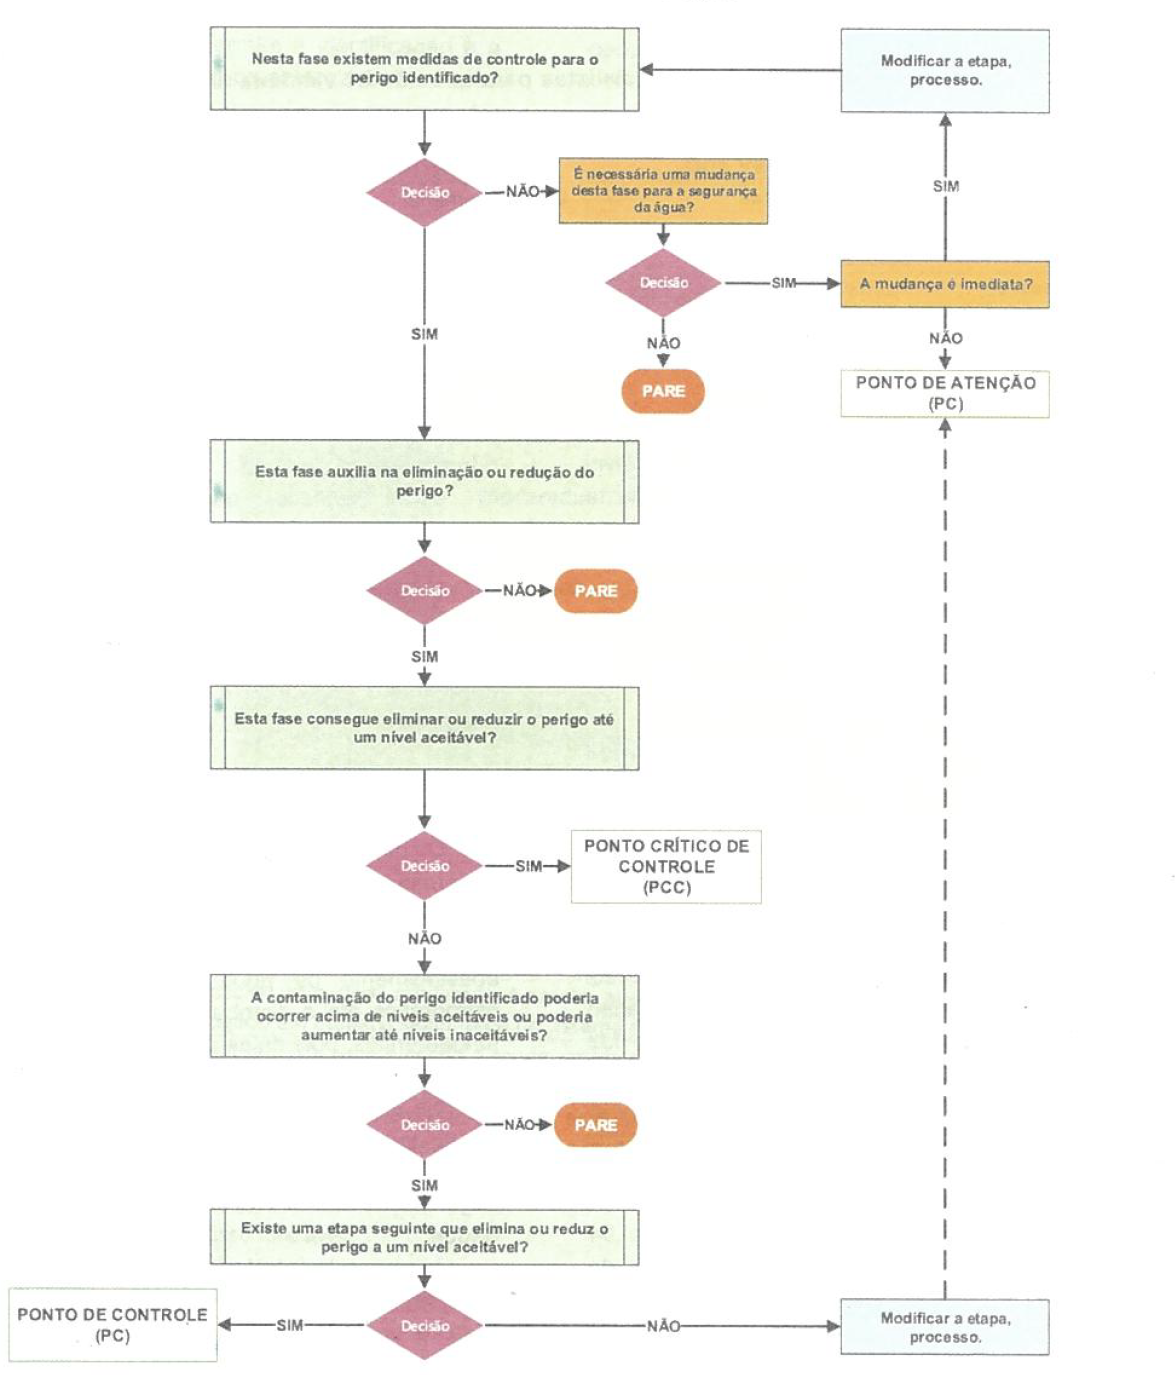 Nesta fase existem medidas de controle para o
perigo identificado?
Modificar a etapa,
processo.
Decisão
NÃO
É necessária uma mudança
desta fase para a segurança
da água?
SIM
Decisão
SIM
A mudança é imediata?
SIM
NÃO
NÃO
PARE
PONTO DE ATENÇÃO
(PC)
Esta fase auxilia na eliminação ou redução do
perigo?
Decisão
NÃO
PARE
SIM
Esta fase consegue eliminar ou reduzir o perigo até
um nível aceitável?
Decisão
SIM
PONTO CRÍTICO DE
CONTROLE
(PCC)
NÃO
A contaminação do perigo identificado poderia
ocorrer acima de níveis aceitáveis ou poderia
aumentar até níveis inaceitáveis?
Decisão
NÃO
PARE
SIM
Existe uma etapa seguinte que elimina ou reduz o
perigo a um nível aceitável?
PONTO DE CONTROLE
(PC)
SIM
Decisão
NÃO
Modificar a etapa,
processo.